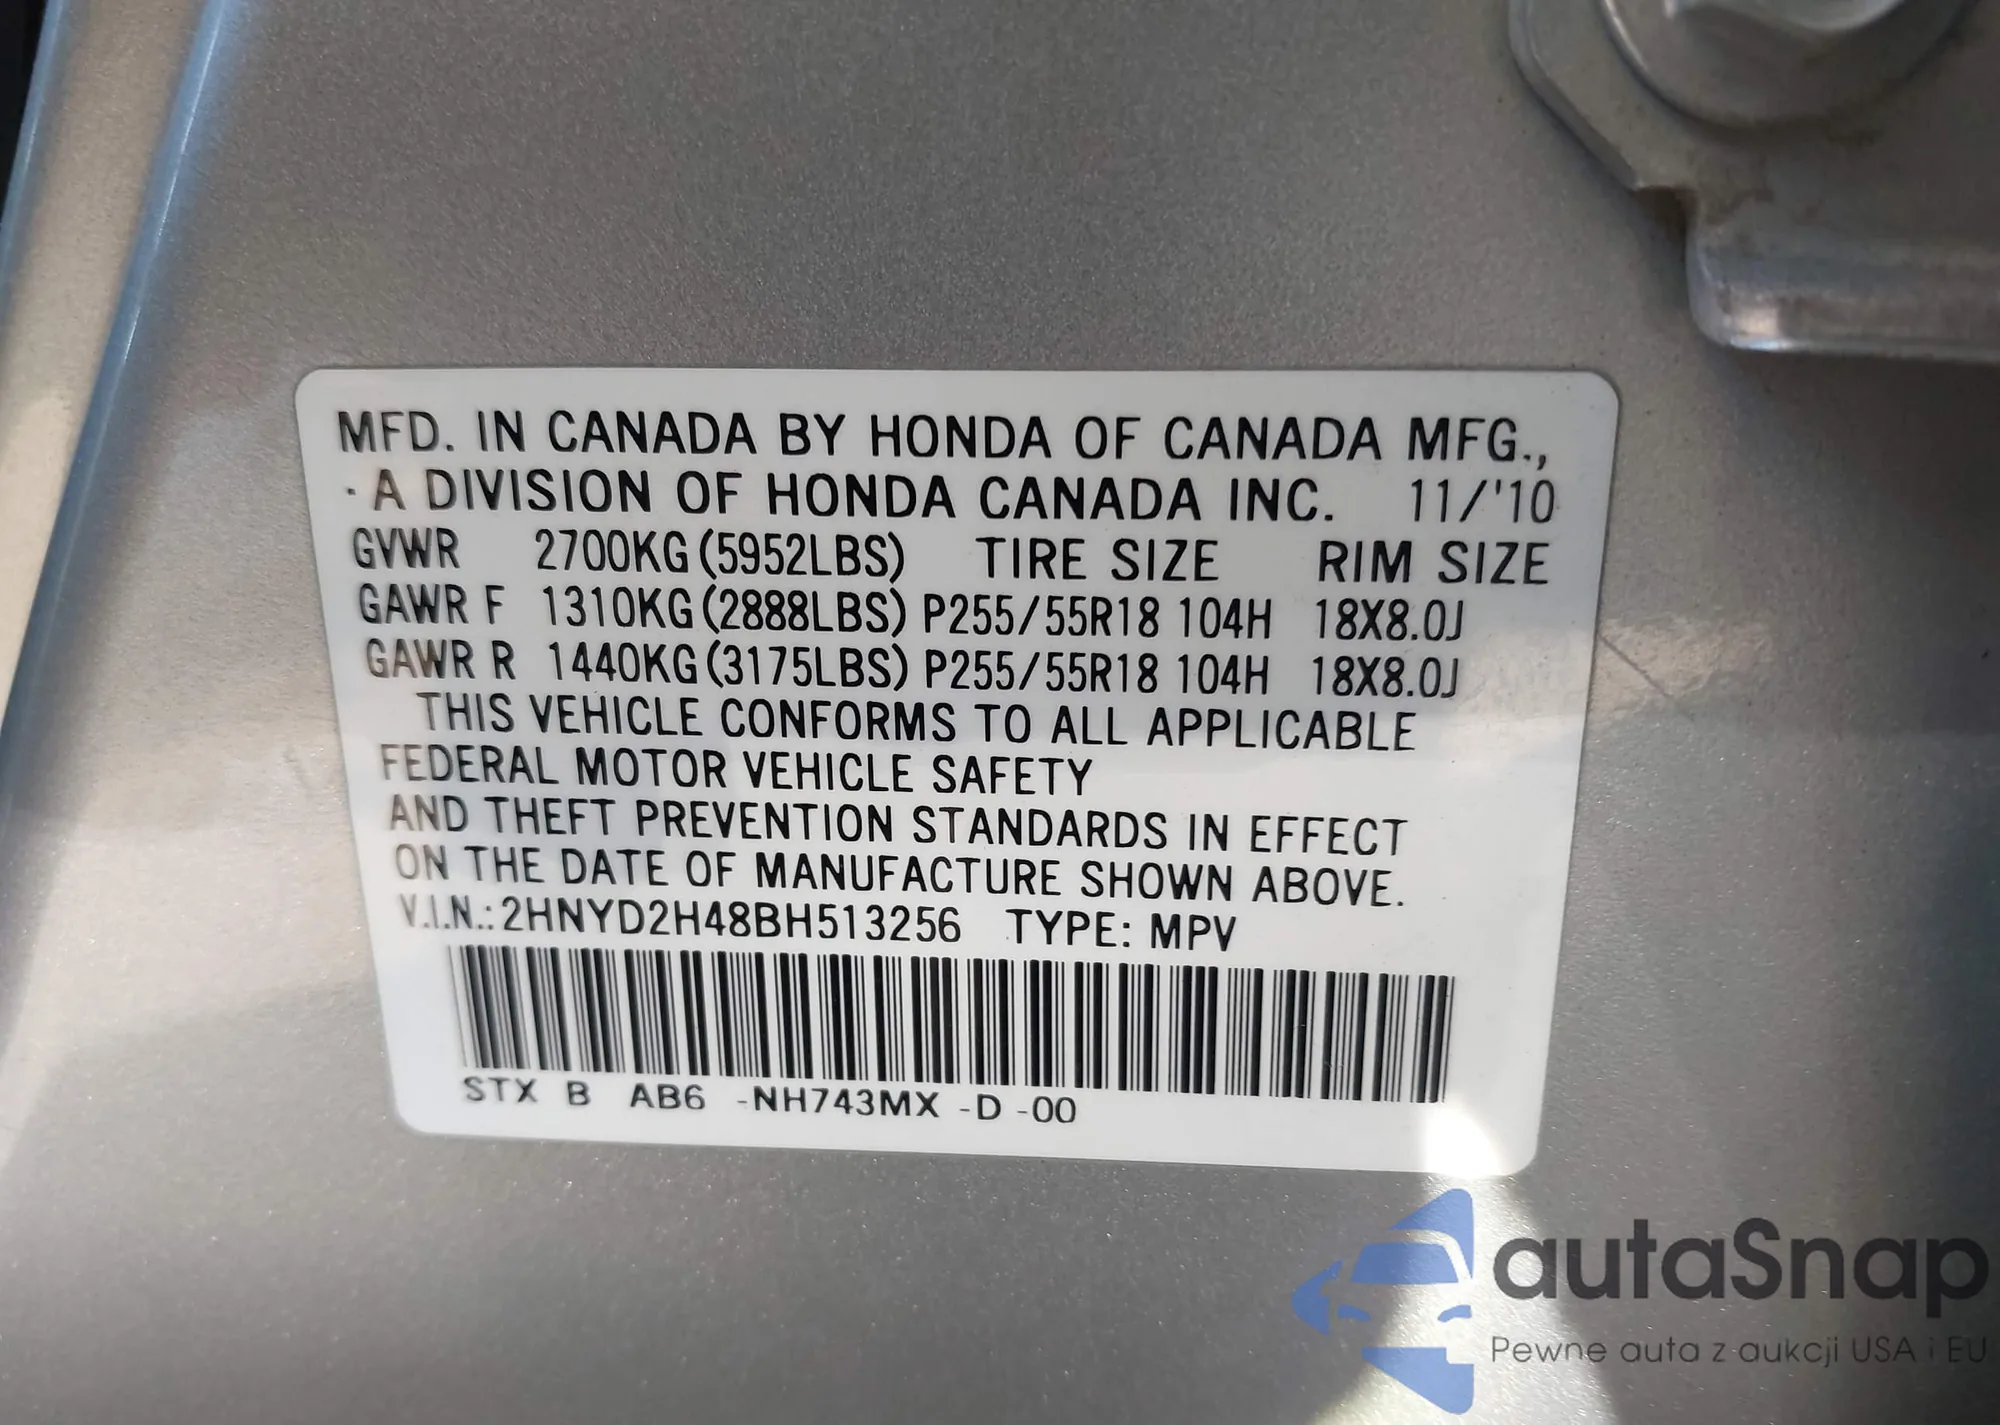 MFD. IN CANADA BY HONDA OF CANADA MFG.,
A DIVISION OF HONDA CANADA INC. 11/'10
GVWR 2700KG(5952LBS) TIRE SIZE RIM SIZE
GAWR F 1310KG(2888LBS) P255/55R18 104H 18X8.0J
GAWR R 1440KG(3175LBS) P255/55R18 104H 18X8.0J
THIS VEHICLE CONFORMS TO ALL APPLICABLE
FEDERAL MOTOR VEHICLE SAFETY
AND THEFT PREVENTION STANDARDS IN EFFECT
ON THE DATE OF MANUFACTURE SHOWN ABOVE.
V.I.N.:2HNYD2H48BH513256 TYPE: MPV
STX B AB6 -NH743MX -D -00
autaSnap
Pewne auta z aukcji USA i EU